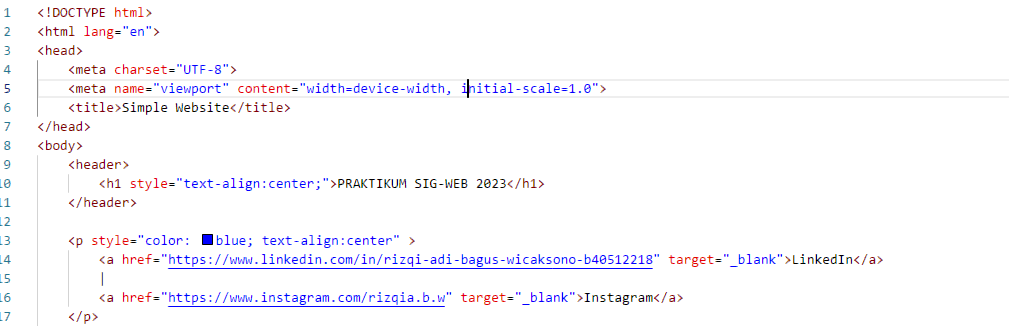 1 <!DOCTYPE html>
2 <html lang="en">
3 <head>
4     <meta charset="UTF-8">
5     <meta name="viewport" content="width=device-width, initial-scale=1.0">
6     <title>Simple Website</title>
7 </head>
8 <body>
9     <header>
10         <h1 style="text-align:center;">PRAKTIKUM SIG-WEB 2023</h1>
11     </header>
12
13     <p style="color: blue; text-align:center" >
14         <a href="https://www.linkedin.com/in/rizqi-adi-bagus-wicaksono-b40512218" target="_blank">LinkedIn</a>
15         |
16         <a href="https://www.instagram.com/rizqia.b.w" target="_blank">Instagram</a>
17     </p>